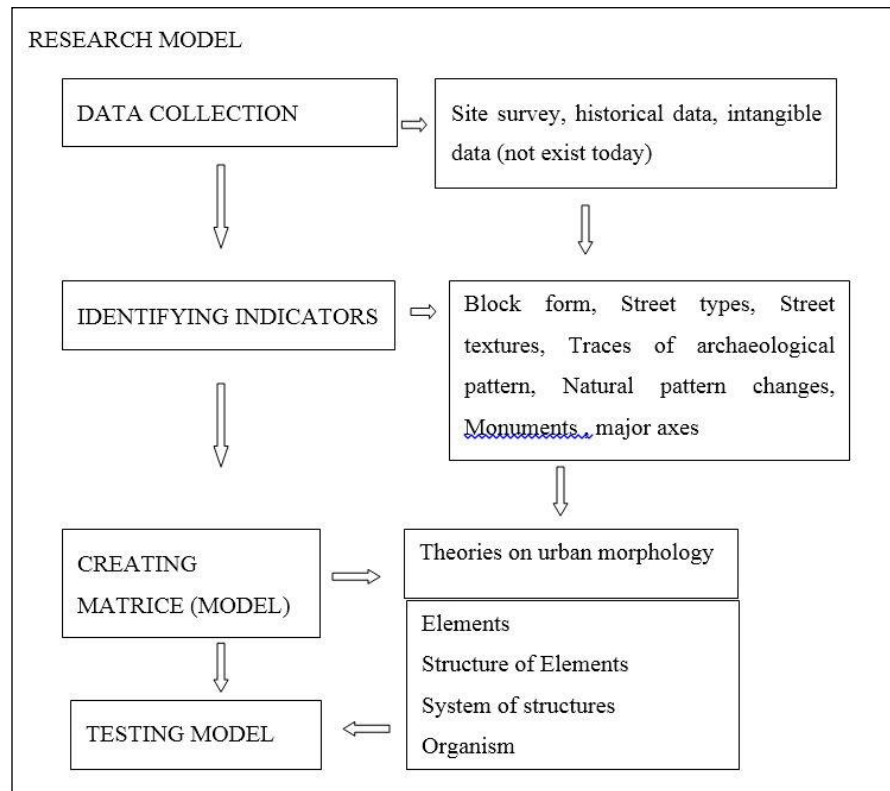 RESEARCH MODEL
DATA COLLECTION
Site survey, historical data, intangible
data (not exist today)
IDENTIFYING INDICATORS
Block form, Street types, Street
textures, Traces of archaeological
pattern, Natural pattern changes,
Monuments , major axes
CREATING
MATRICE (MODEL)
Theories on urban morphology
Elements
Structure of Elements
System of structures
Organism
TESTING MODEL